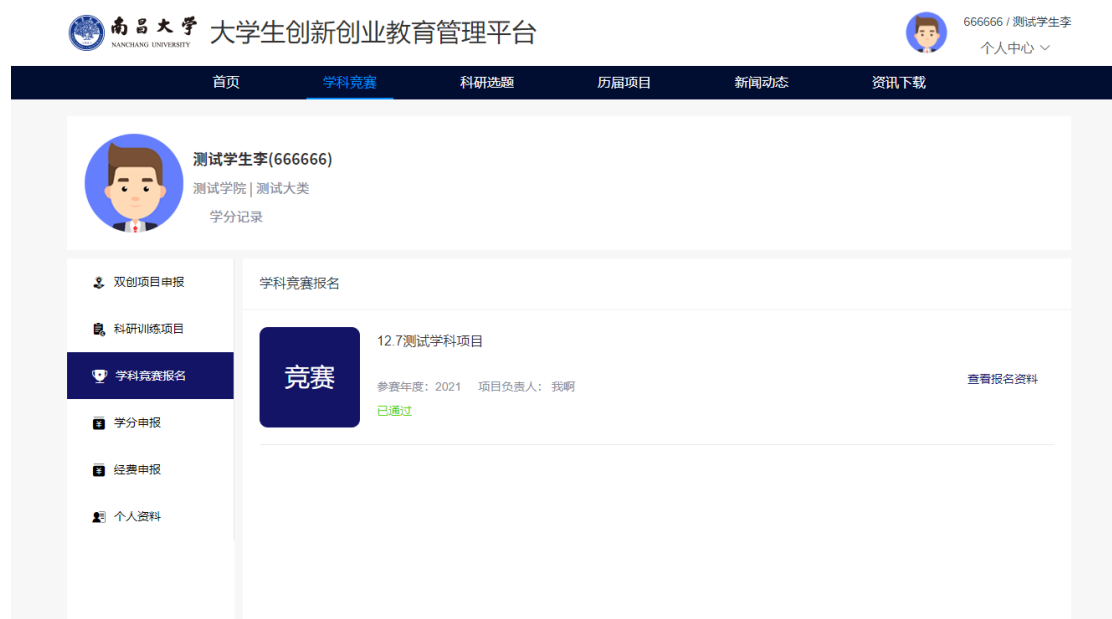 南昌大学
NANCHANG UNIVERSITY
大学生创新创业教育管理平台
666666 / 测试学生李
个人中心
首页 学科竞赛 科研选题 历届项目 新闻动态 资讯下载
测试学生李(666666)
测试学院 | 测试大类
学分记录
双创项目申报
科研训练项目
学科竞赛报名
学分申报
经费申报
个人资料
学科竞赛报名
竞赛
12.7测试学科项目
参赛年度：2021 项目负责人： 我啊
已通过
查看报名资料